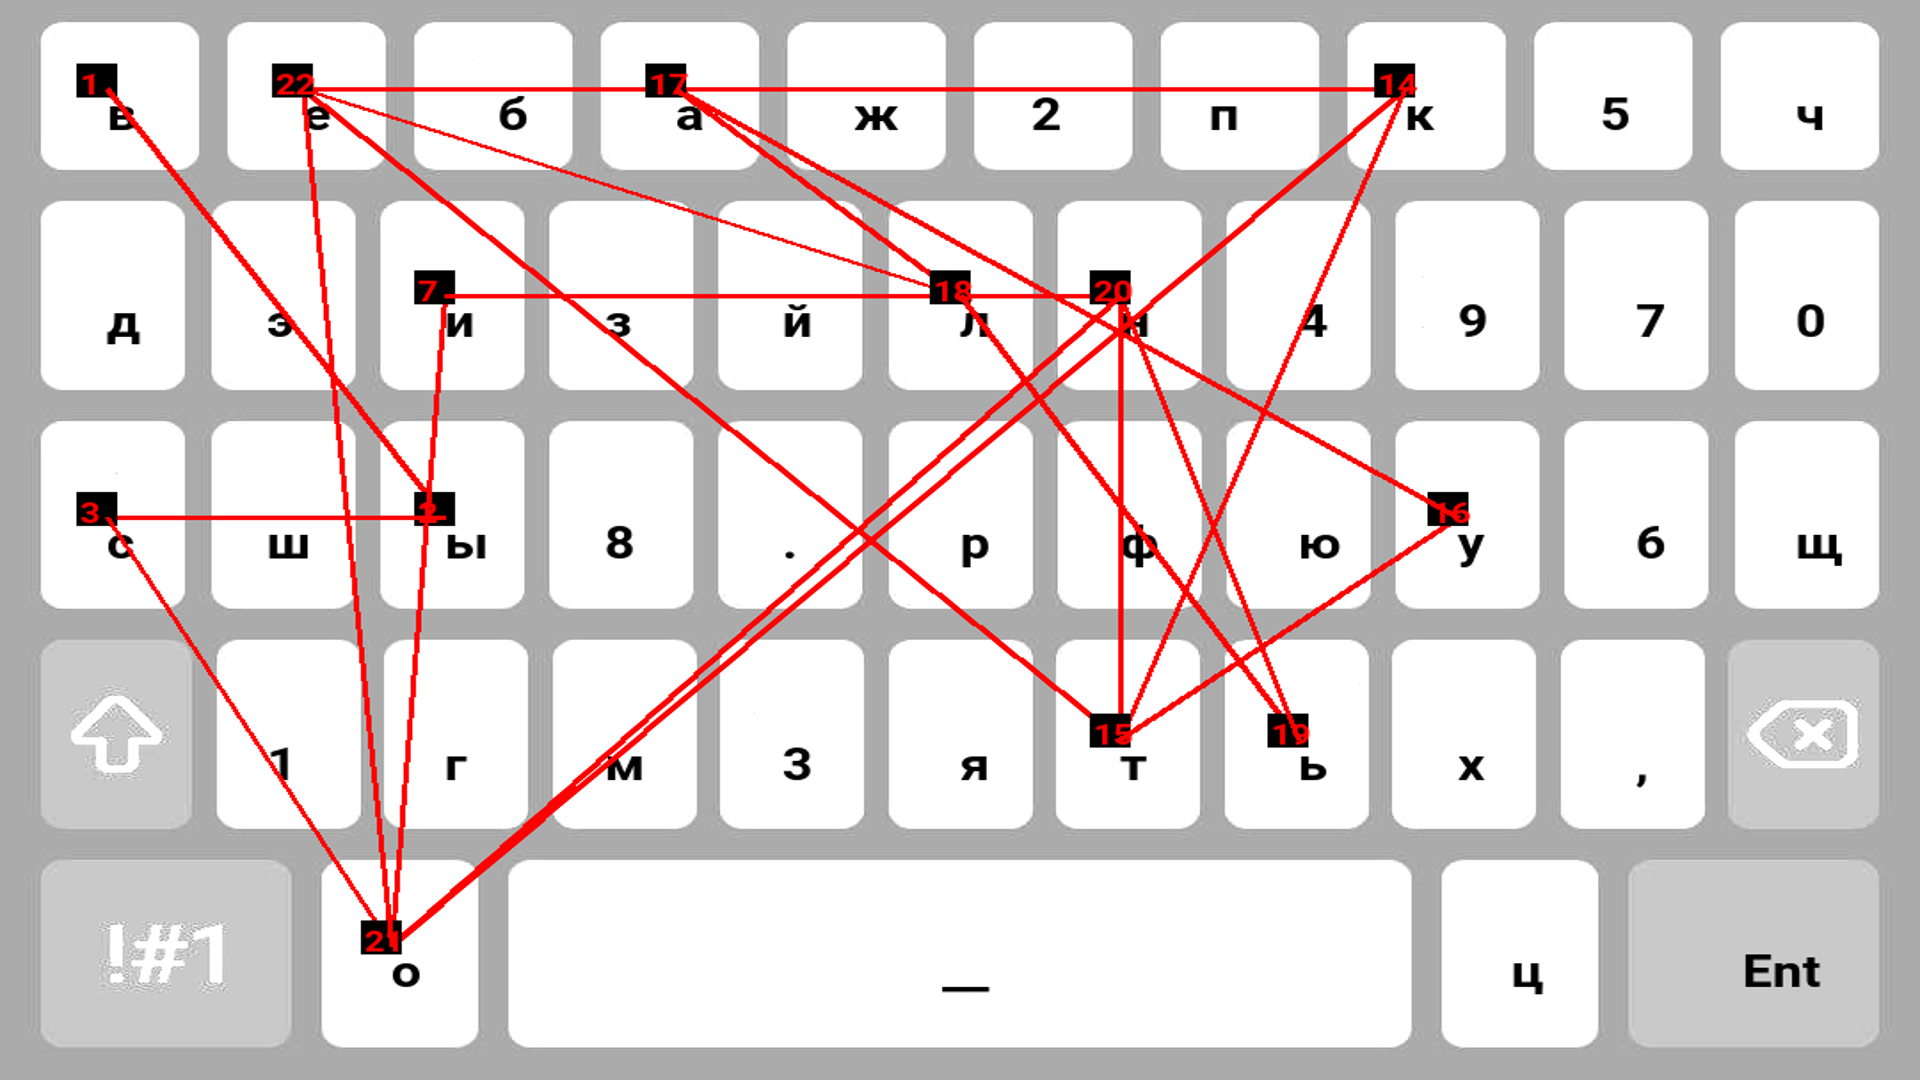 1 22 17 14
в е б а ж 2 п к 5 ч
7 18 20
д э и з й л н 4 9 7 0
3 2 16
с ш ы 8 . р ф ю у 6 щ
15 19
1 г м 3 я т ь х ,
21
!#1 о _ ц Ent